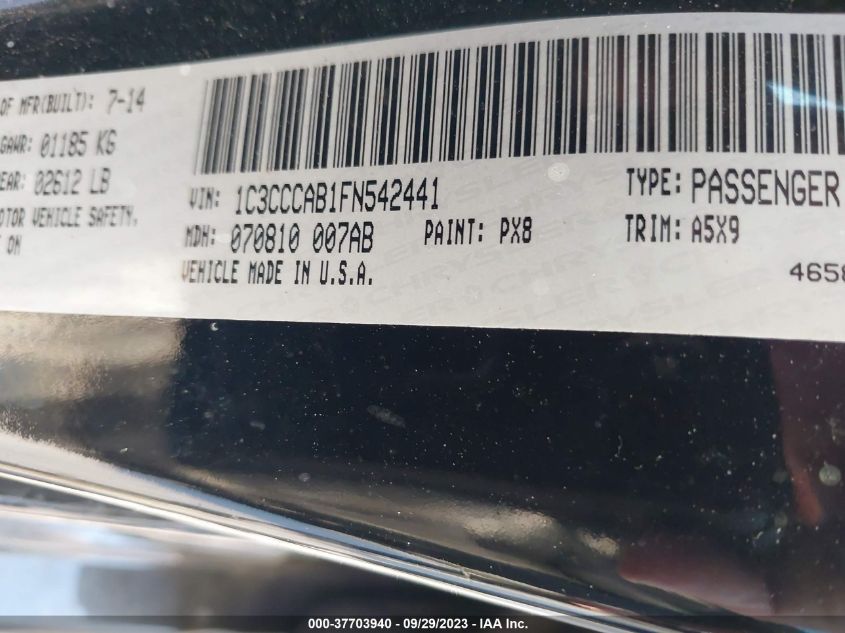 OF MFR(BUILT): 7-14
GAWR: 01185 KG
EAR: 02612 LB
OTOR VEHICLE SAFETY,
ON
VIN: 1C3CCCAB1FN542441
TYPE: PASSENGER
MDH: 070810 007AB
PAINT: PX8
TRIM: A5X9
VEHICLE MADE IN U.S.A.
4658
CHRYSLER
000-37703940 - 09/29/2023 - IAA Inc.